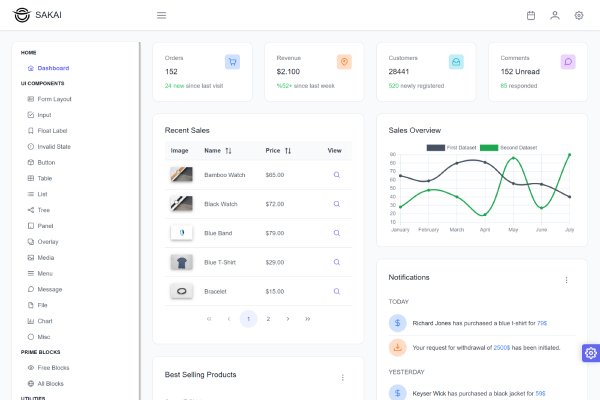 SAKAI
HOME
Dashboard
UI COMPONENTS
Form Layout
Input
Float Label
Invalid State
Button
Table
List
Tree
Panel
Overlay
Media
Menu
Message
File
Chart
Misc
PRIME BLOCKS
Free Blocks
All Blocks
UTILITIES
Orders
152
24 new since last visit
Revenue
$2.100
%52+ since last week
Customers
28441
520 newly registered
Comments
152 Unread
85 responded
Recent Sales
Image Name Price View
Bamboo Watch $65.00
Black Watch $72.00
Blue Band $79.00
Blue T-Shirt $29.00
Bracelet $15.00
« ‹ 1 2 › »
Best Selling Products
Sales Overview
First Dataset Second Dataset
90
80
70
60
50
40
30
20
10
January February March April May June July
Notifications
TODAY
Richard Jones has purchased a blue t-shirt for 79$
Your request for withdrawal of 2500$ has been initiated.
YESTERDAY
Keyser Wick has purchased a black jacket for 59$